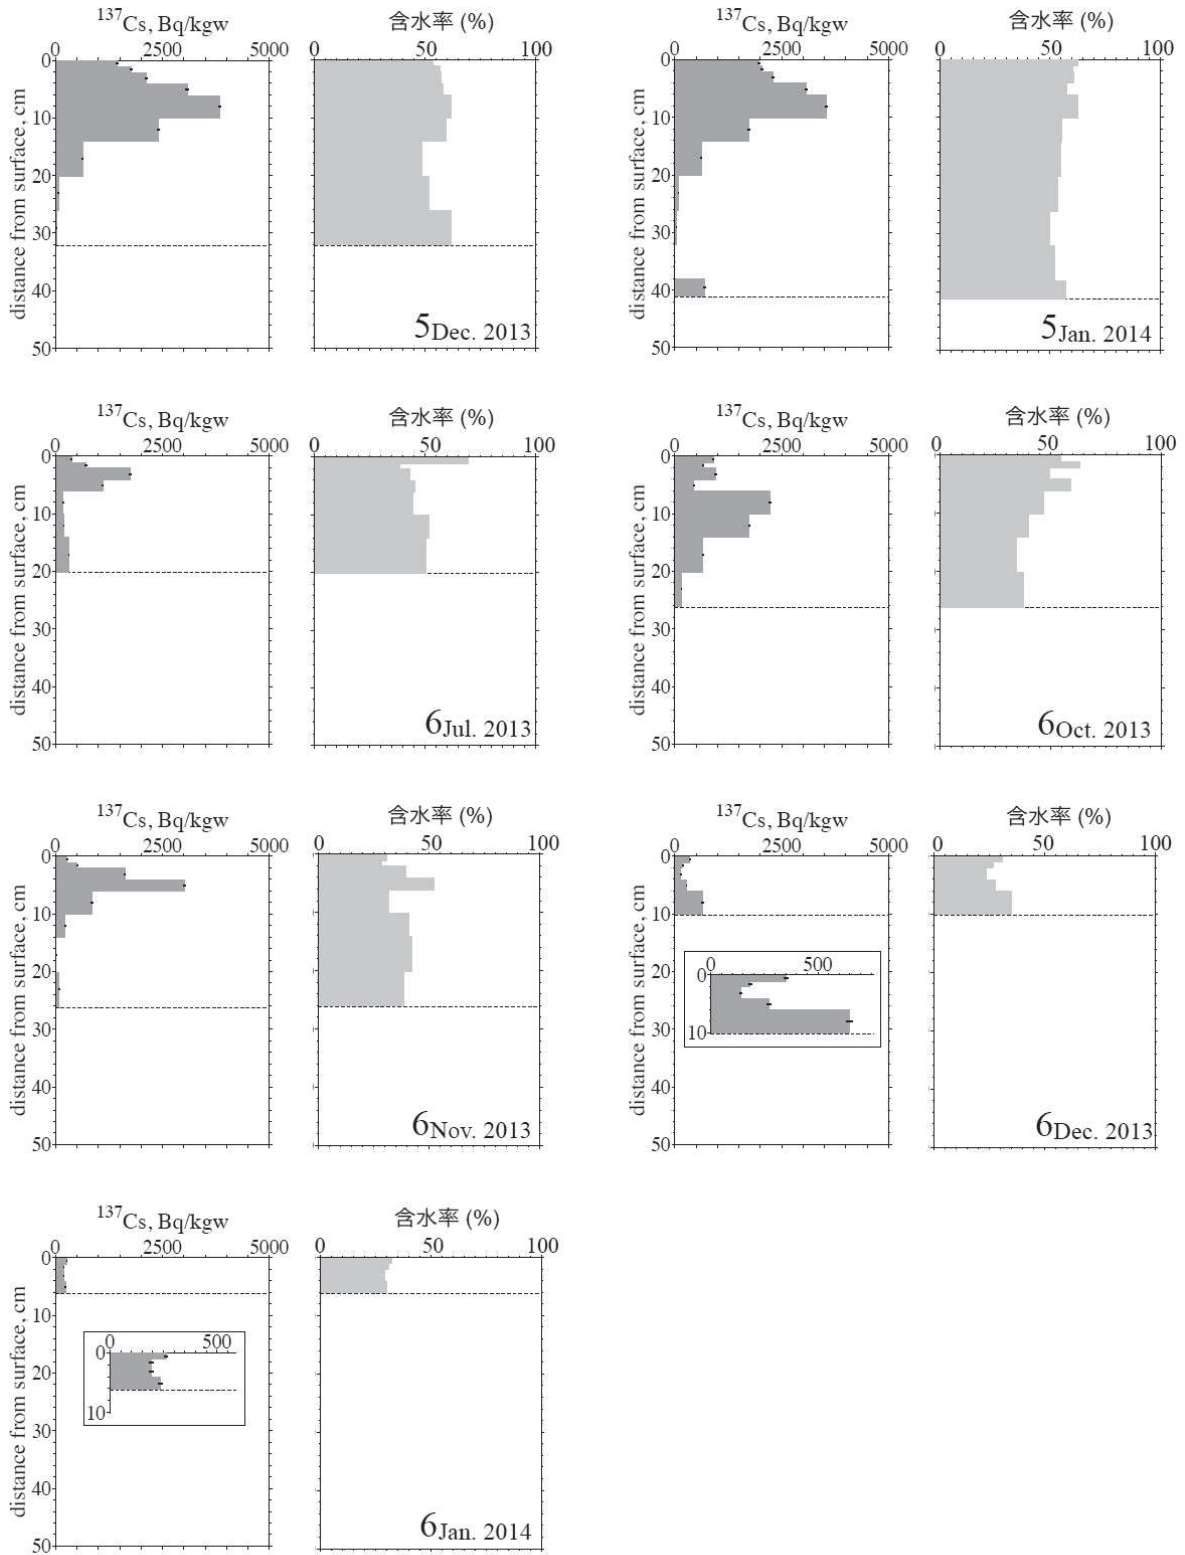 137Cs, Bq/kgw
0 2500 5000
0
10
20
30
40
50
distance from surface, cm
含水率 (%)
0 50 100
5Dec. 2013
137Cs, Bq/kgw
0 2500 5000
0
10
20
30
40
50
distance from surface, cm
含水率 (%)
0 50 100
5Jan. 2014
137Cs, Bq/kgw
0 2500 5000
0
10
20
30
40
50
distance from surface, cm
含水率 (%)
0 50 100
6Jul. 2013
137Cs, Bq/kgw
0 2500 5000
0
10
20
30
40
50
distance from surface, cm
含水率 (%)
0 50 100
6Oct. 2013
137Cs, Bq/kgw
0 2500 5000
0
10
20
30
40
50
distance from surface, cm
含水率 (%)
0 50 100
6Nov. 2013
137Cs, Bq/kgw
0 2500 5000
0
10
20
30
40
50
distance from surface, cm
0 500
0
10
含水率 (%)
0 50 100
6Dec. 2013
137Cs, Bq/kgw
0 2500 5000
0
10
20
30
40
50
distance from surface, cm
0 500
0
10
含水率 (%)
0 50 100
6Jan. 2014